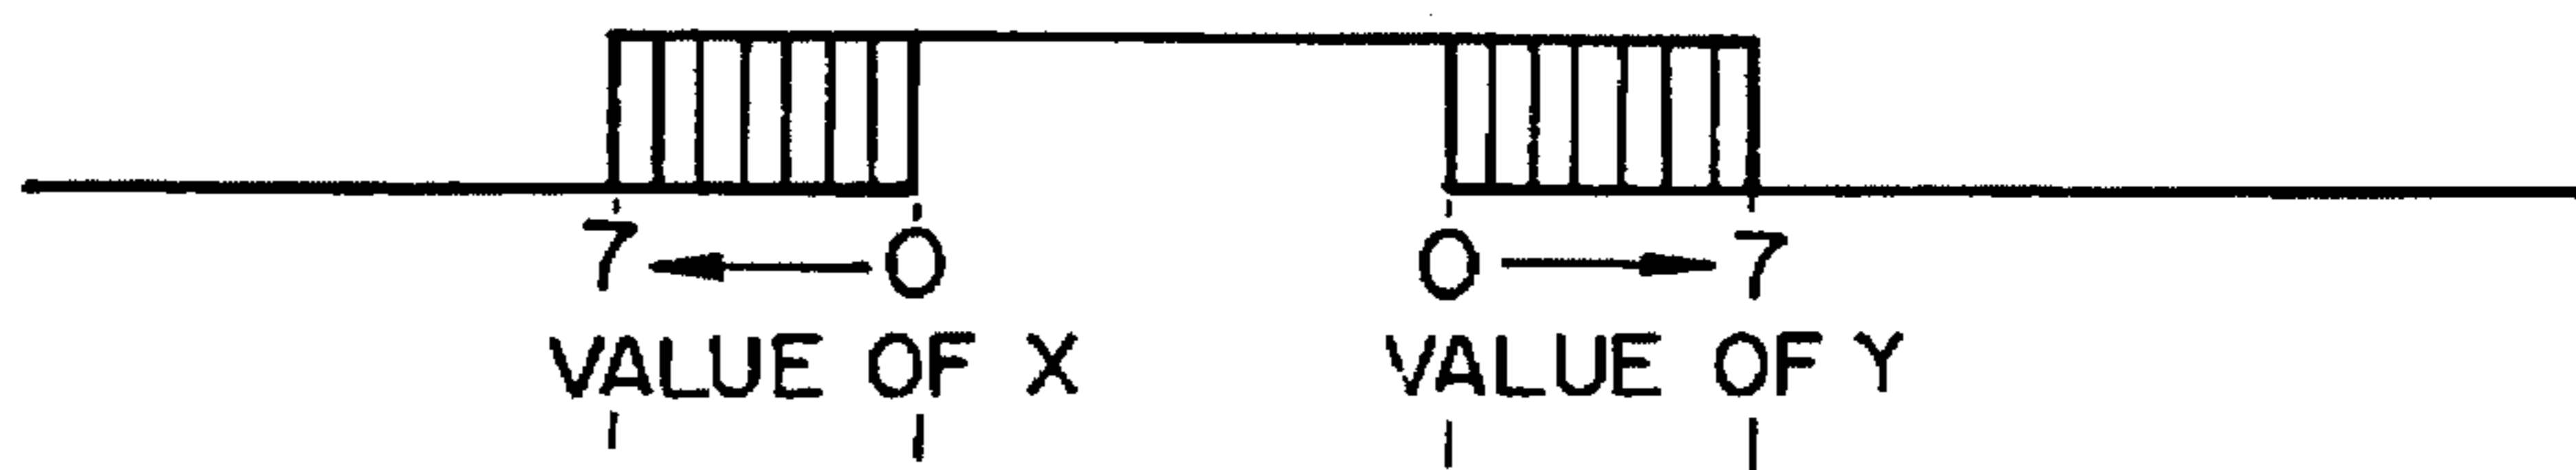 7 0 0 7
VALUE OF X VALUE OF Y